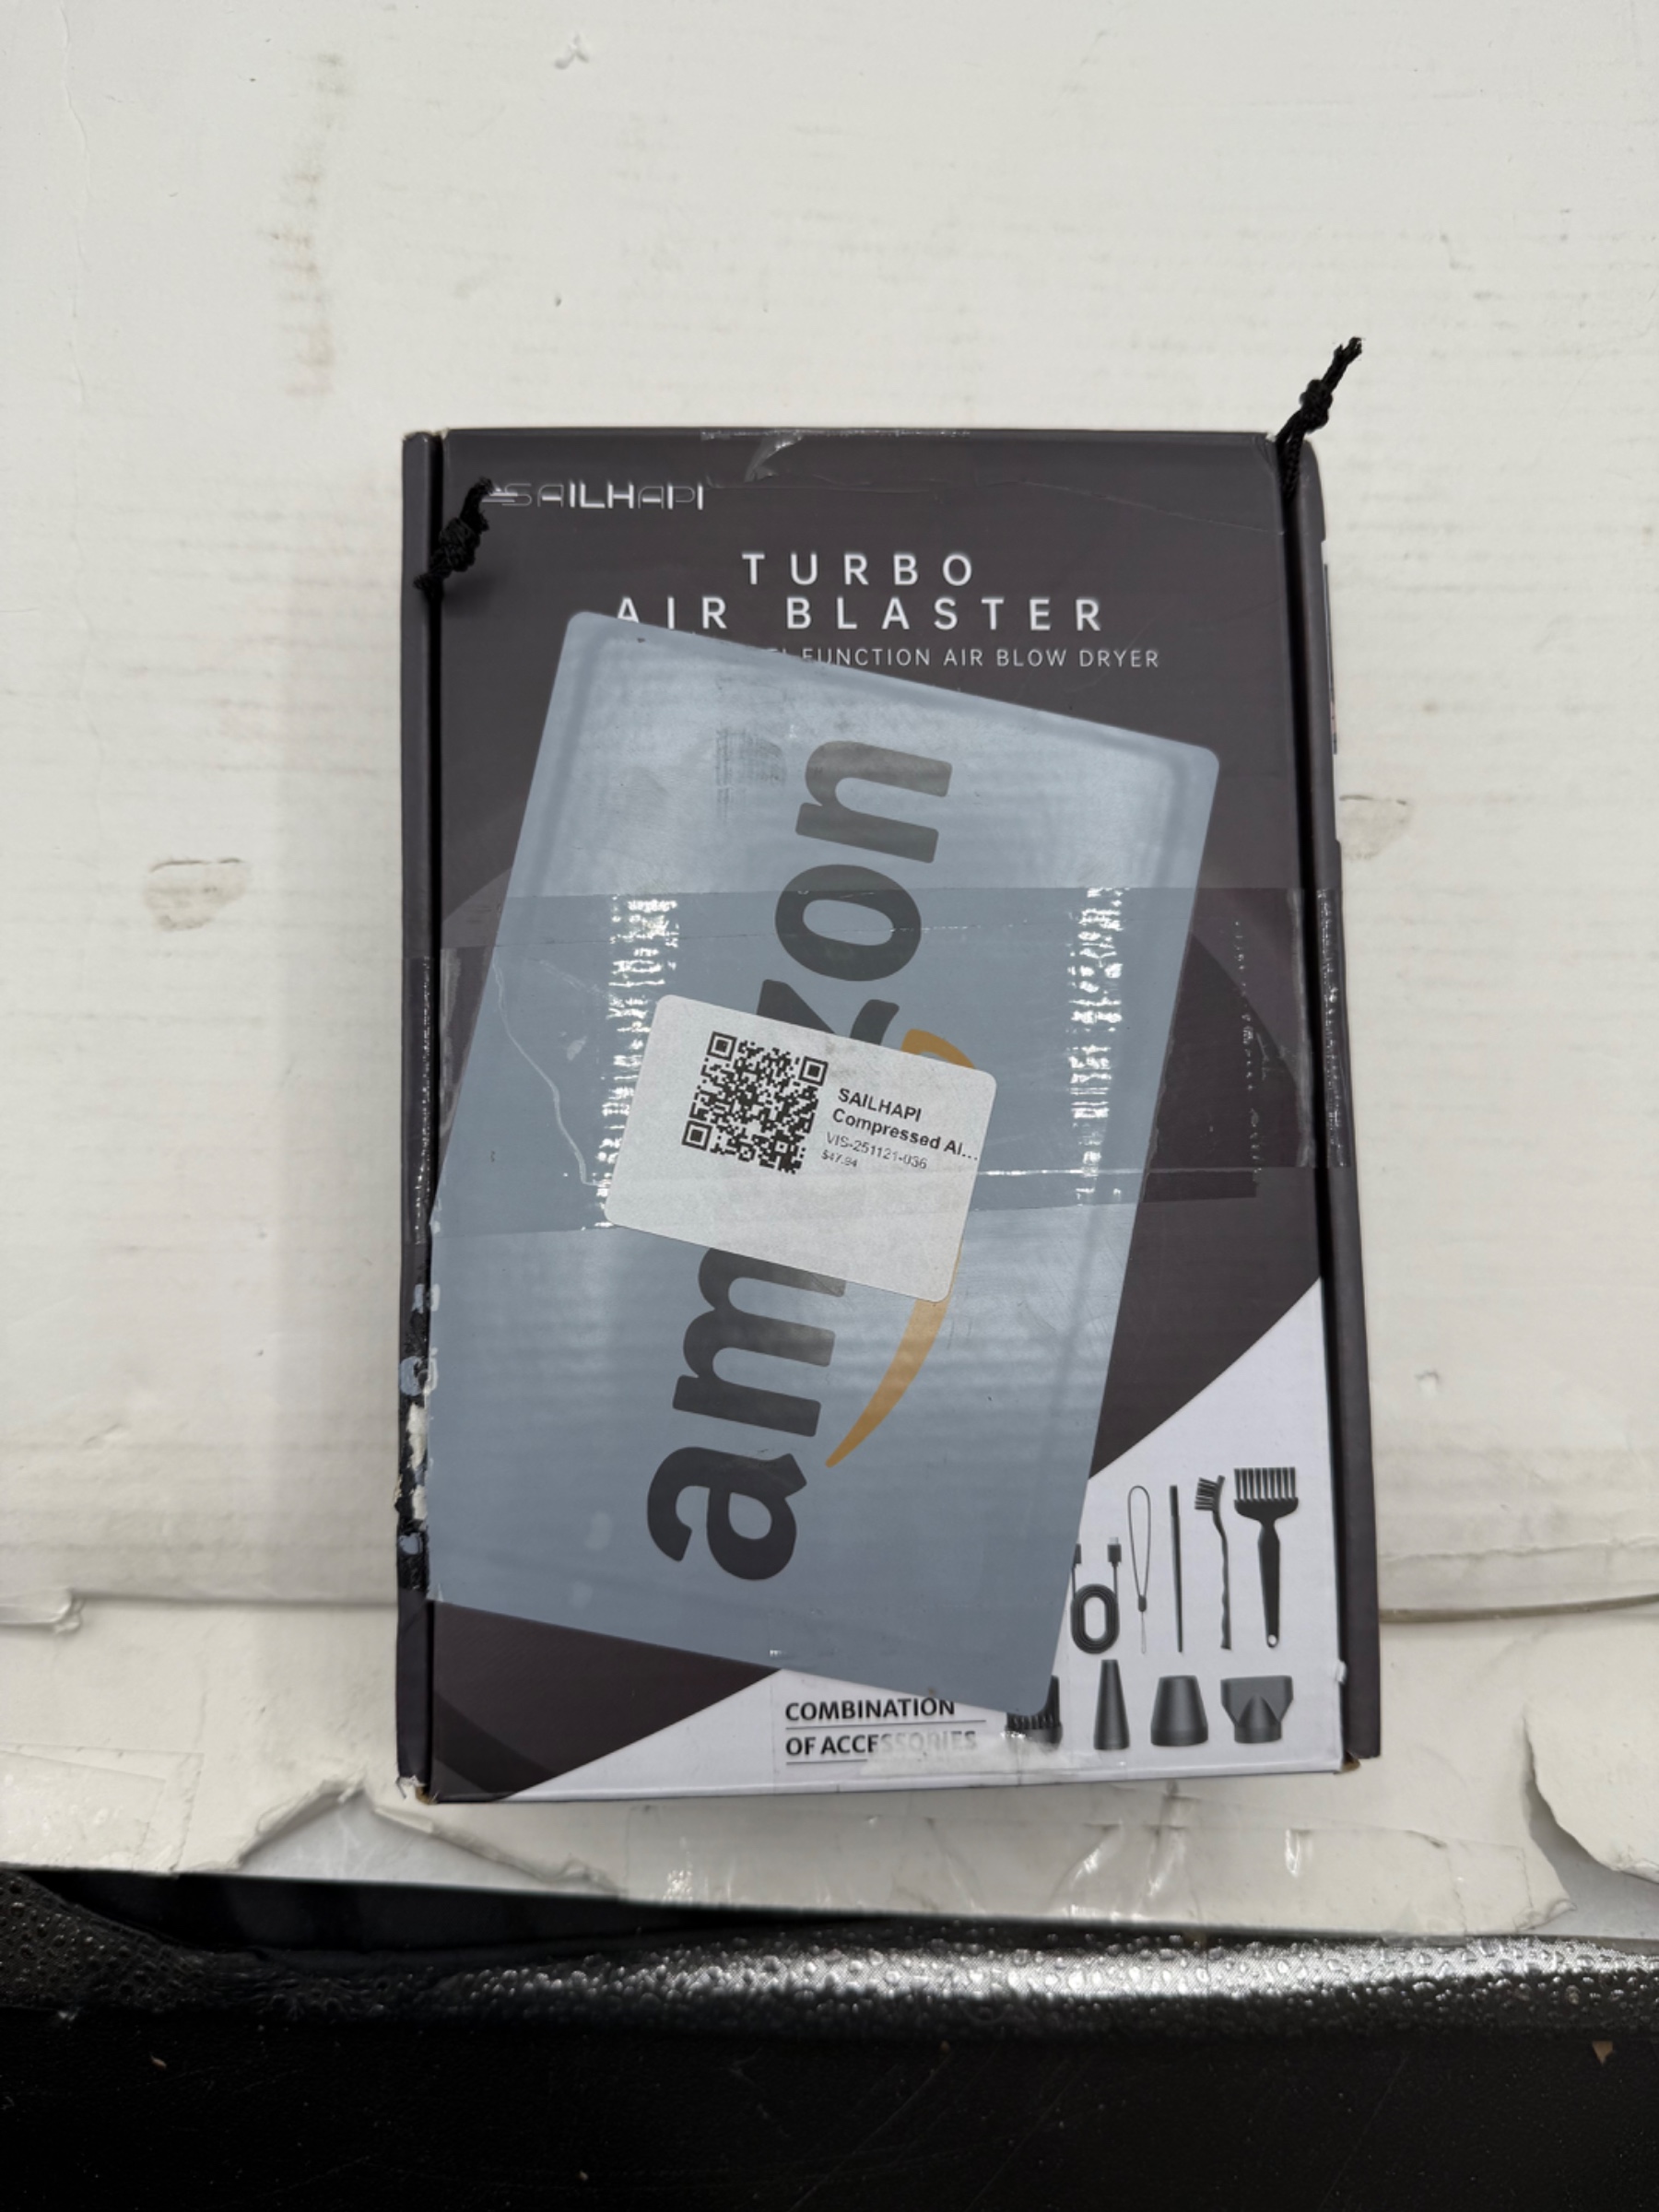 SAILHAPI
TURBO
AIR BLASTER
FUNCTION AIR BLOW DRYER
amazon
SAILHAPI
Compressed Ai...
VIS-251121-036
$47.94
COMBINATION
OF ACCESSORIES